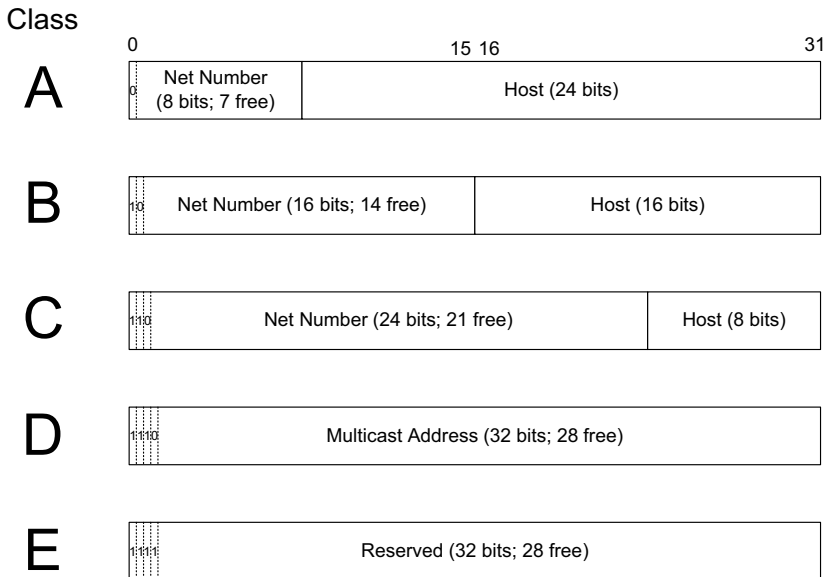 Class
0 15 16 31
A
0
Net Number
(8 bits; 7 free)
Host (24 bits)
B
10
Net Number (16 bits; 14 free)
Host (16 bits)
C
110
Net Number (24 bits; 21 free)
Host (8 bits)
D
1110
Multicast Address (32 bits; 28 free)
E
1111
Reserved (32 bits; 28 free)